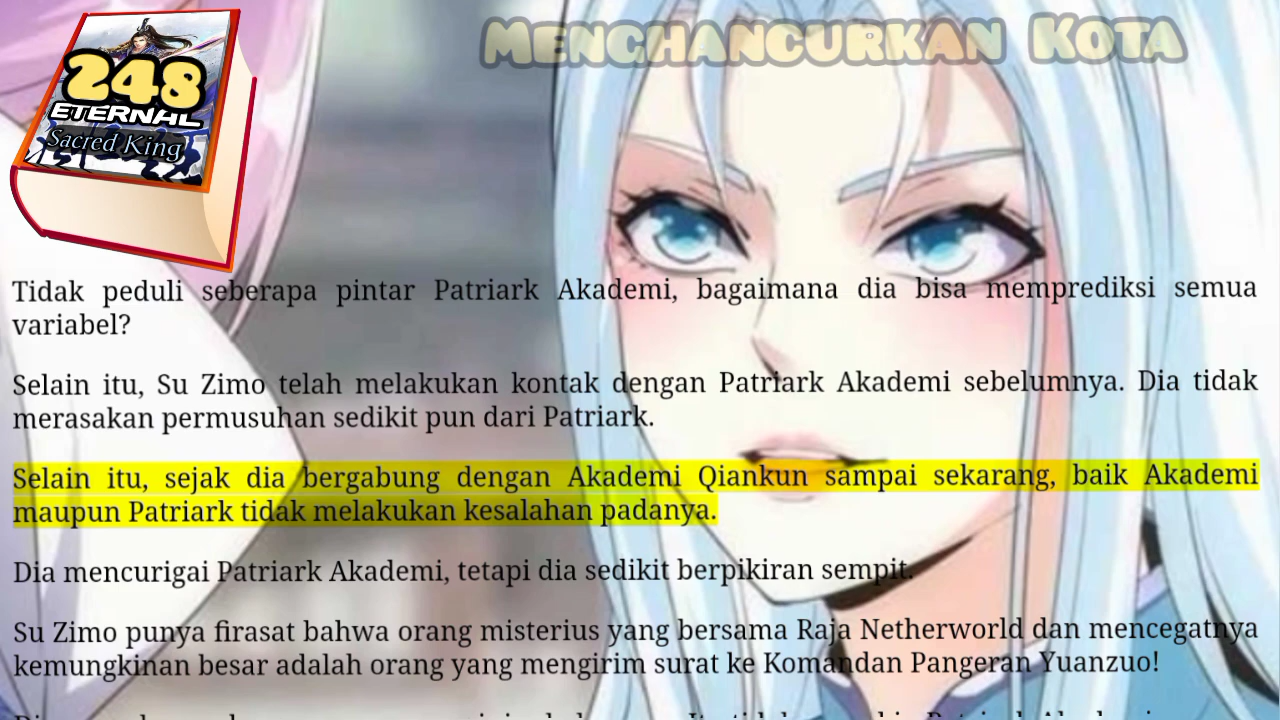 Menghancurkan Kota
248
ETERNAL
Sacred King
Tidak peduli seberapa pintar Patriark Akademi, bagaimana dia bisa memprediksi semua
variabel?
Selain itu, Su Zimo telah melakukan kontak dengan Patriark Akademi sebelumnya. Dia tidak
merasakan permusuhan sedikit pun dari Patriark.
Selain itu, sejak dia bergabung dengan Akademi Qiankun sampai sekarang, baik Akademi
maupun Patriark tidak melakukan kesalahan padanya.
Dia mencurigai Patriark Akademi, tetapi dia sedikit berpikiran sempit.
Su Zimo punya firasat bahwa orang misterius yang bersama Raja Netherworld dan mencegatnya
kemungkinan besar adalah orang yang mengirim surat ke Komandan Pangeran Yuanzuo!